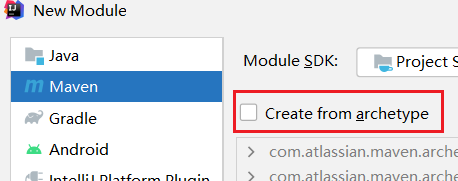 New Module
Java
Maven
Gradle
Android
IntelliJ Platform Plugin
Module SDK:
Project S
Create from archetype
com.atlassian.maven.arche
com.atlassian.maven.arche